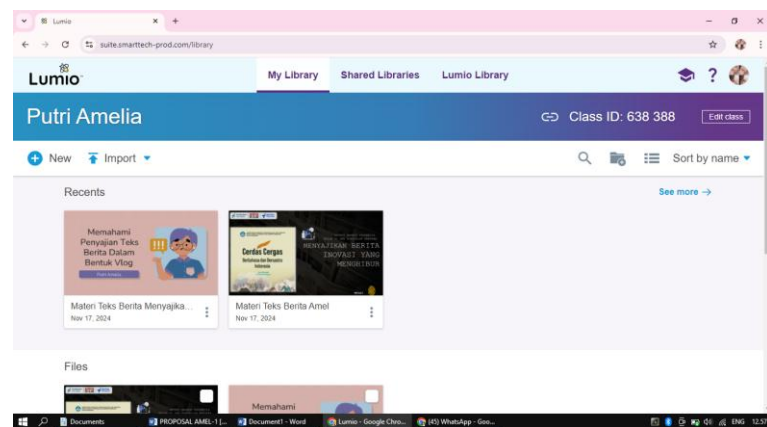 Lumio
suite.smarttech-prod.com/library
Lumio
My Library Shared Libraries Lumio Library
?
Putri Amelia
Class ID: 638 388
Edit class
New
Import
Sort by name
Recents
See more →
Memahami
Penyajian Teks
Berita Dalam
Bentuk Vlog
Putri Amelia
Cerdas Cergas
MENYAJIKAN BERITA
INOVASI YANG
MENGHIBUR
Materi Teks Berita Menyajika...
Nov 17, 2024
Materi Teks Berita Amel
Nov 17, 2024
Files
Memahami
Documents
PROPOSAL AMEL-1 [...
Document1 - Word
Lumio - Google Chro...
(45) WhatsApp - Goo...
ENG
12.57